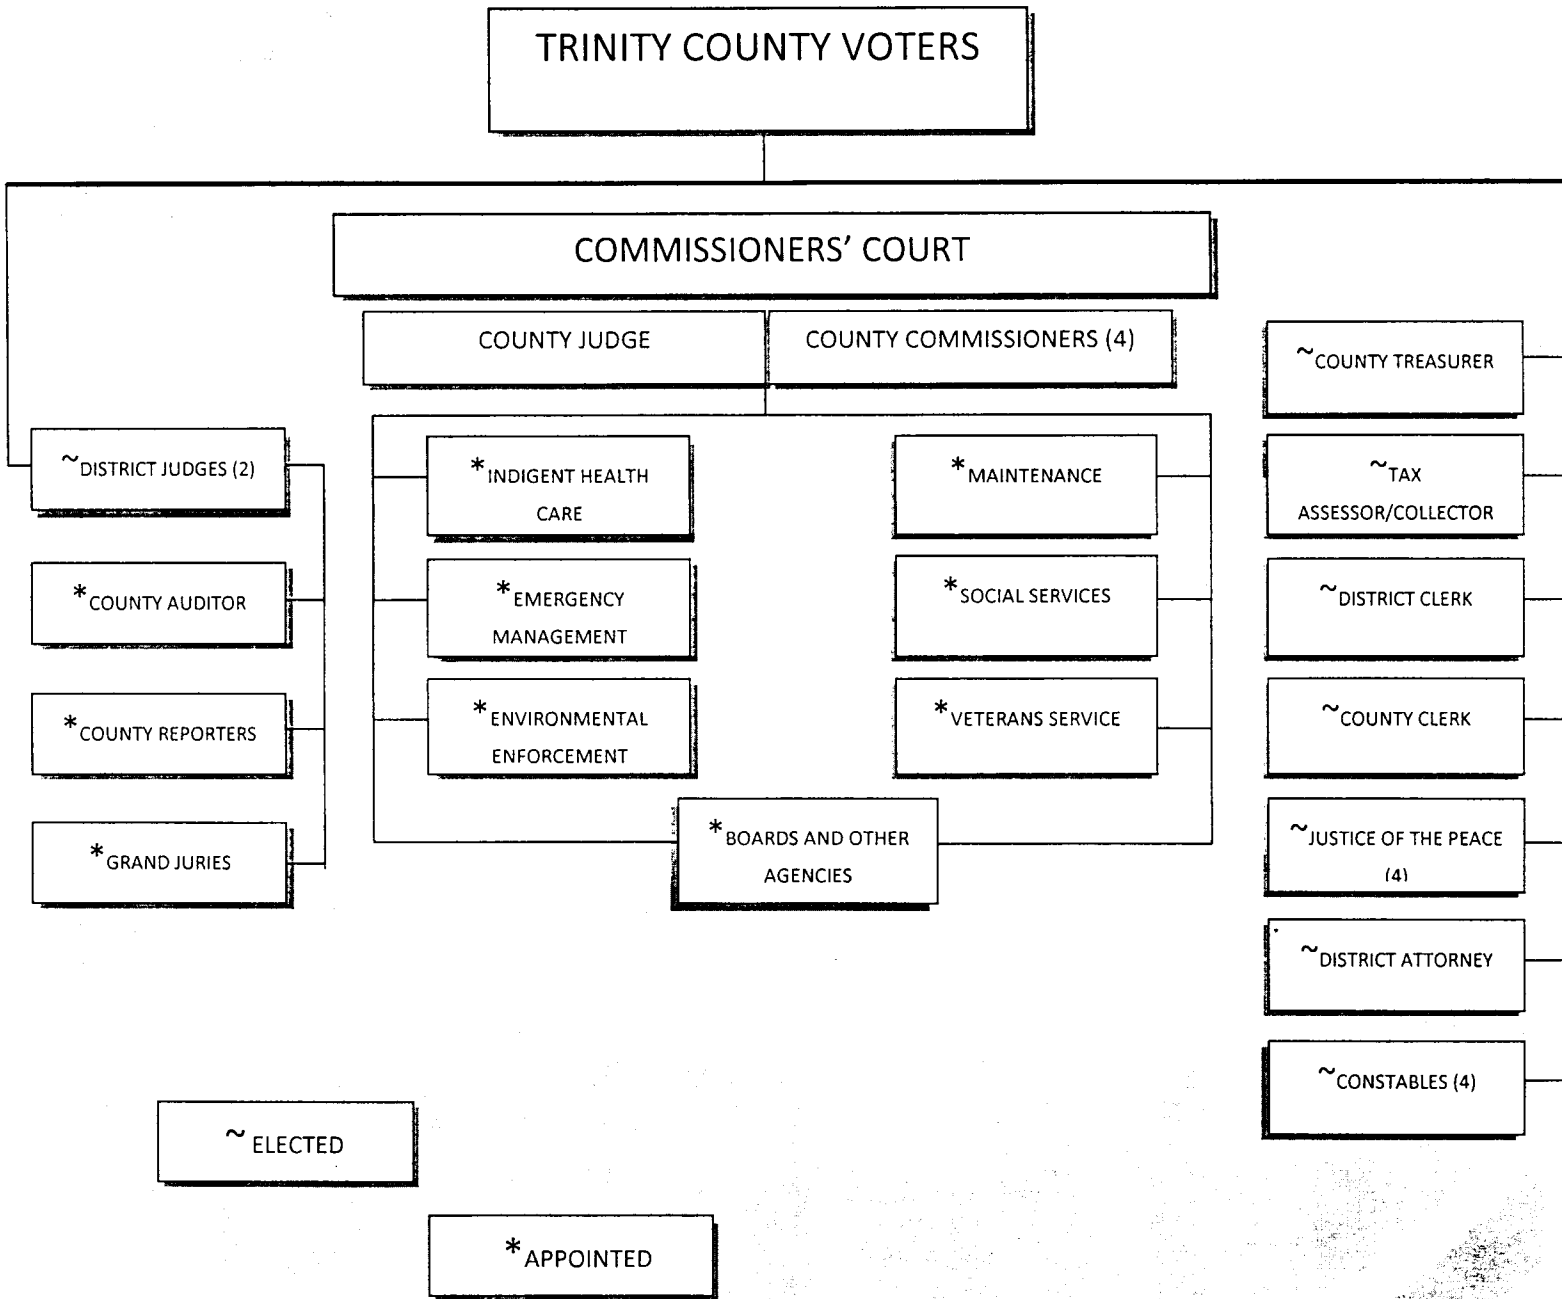 TRINITY COUNTY VOTERS
COMMISSIONERS' COURT
COUNTY JUDGE
COUNTY COMMISSIONERS (4)
~DISTRICT JUDGES (2)
*COUNTY AUDITOR
*COUNTY REPORTERS
*GRAND JURIES
*INDIGENT HEALTH
CARE
*EMERGENCY
MANAGEMENT
*ENVIRONMENTAL
ENFORCEMENT
*MAINTENANCE
*SOCIAL SERVICES
*VETERANS SERVICE
*BOARDS AND OTHER
AGENCIES
~COUNTY TREASURER
~TAX
ASSESSOR/COLLECTOR
~DISTRICT CLERK
~COUNTY CLERK
~JUSTICE OF THE PEACE
(4)
~DISTRICT ATTORNEY
~CONSTABLES (4)
~ELECTED
*APPOINTED